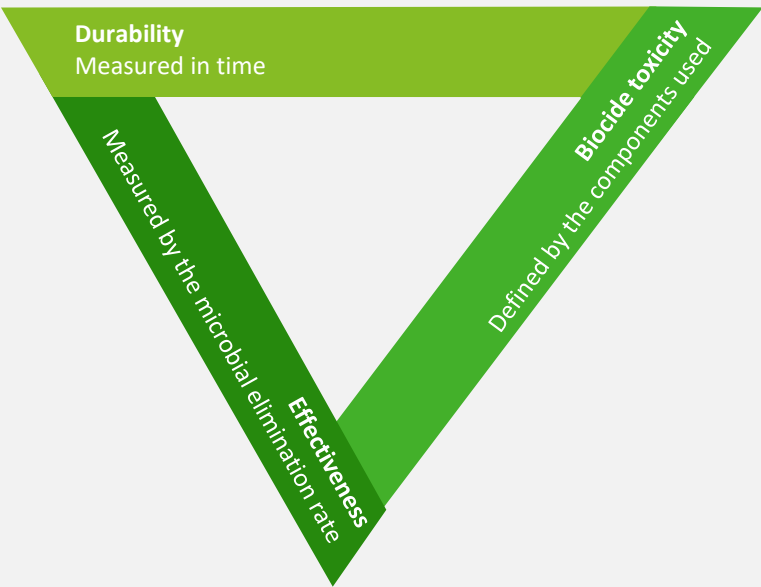 Durability
Measured in time
Biocide toxicity
Defined by the components used
Effectiveness
Measured by the microbial elimination rate